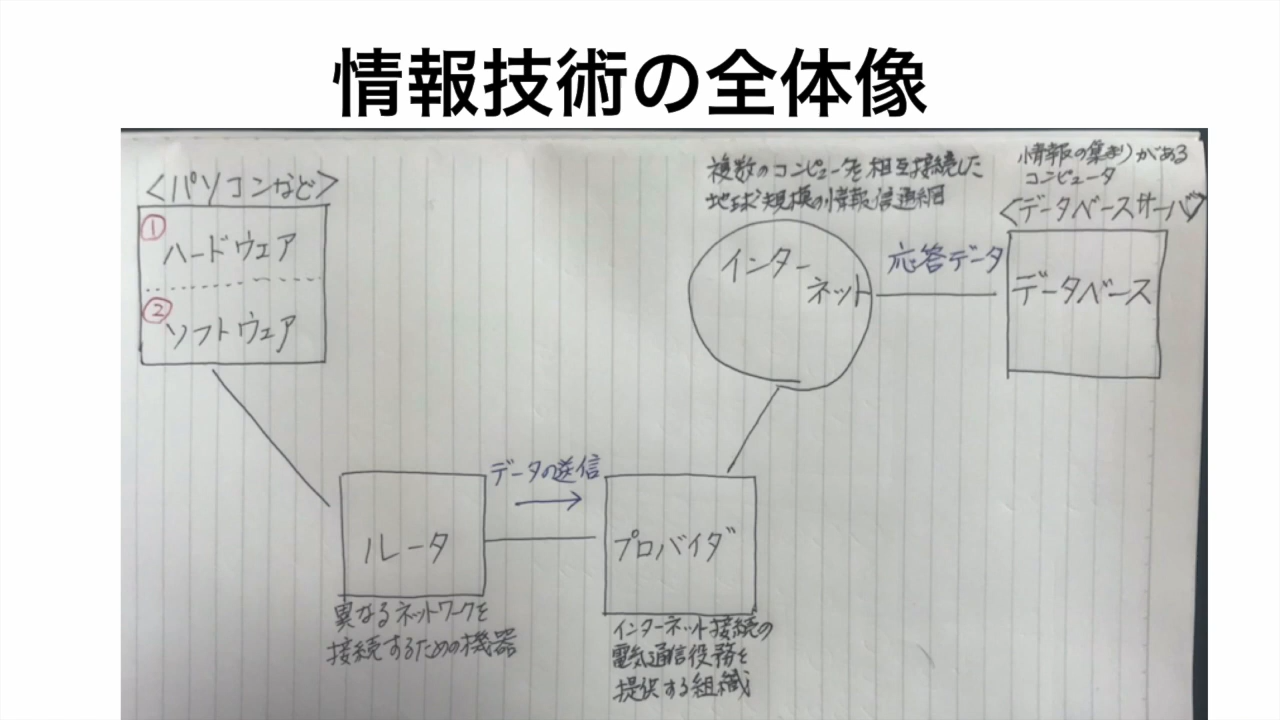 情報技術の全体像
<パソコンなど>
①
ハードウェア
②
ソフトウェア
ルータ
異なるネットワークを
接続するための機器
データの送信
プロバイダ
インターネット接続の
電気通信役務を
提供する組織
複数のコンピュータを相互接続した
地球規模の情報通信網
インター
ネット
応答データ
情報の集まりがある
コンピュータ
<データベースサーバ>
データベース